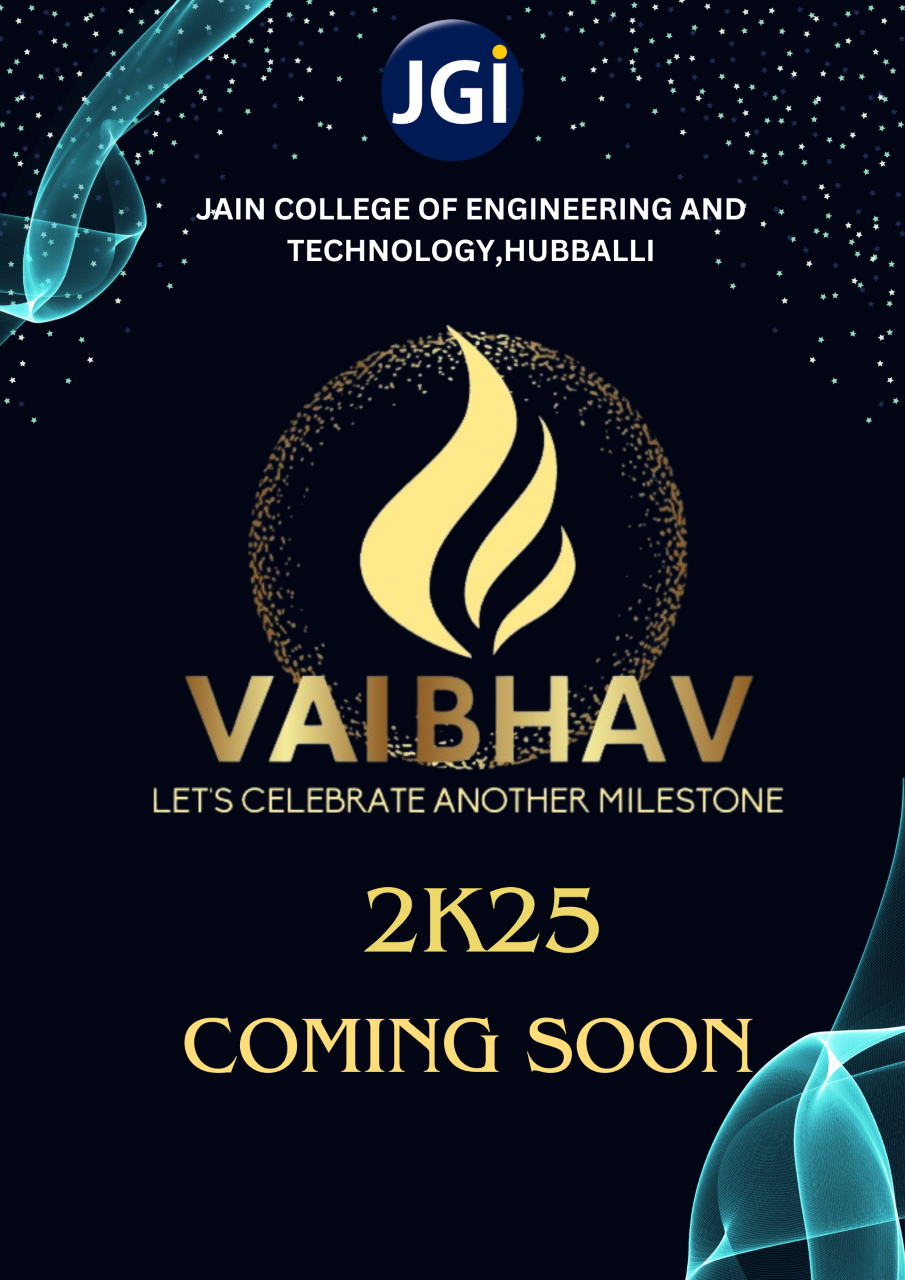 JGi
JAIN COLLEGE OF ENGINEERING AND
TECHNOLOGY,HUBBALLI
VAIBHAV
LET'S CELEBRATE ANOTHER MILESTONE
2K25
COMING SOON